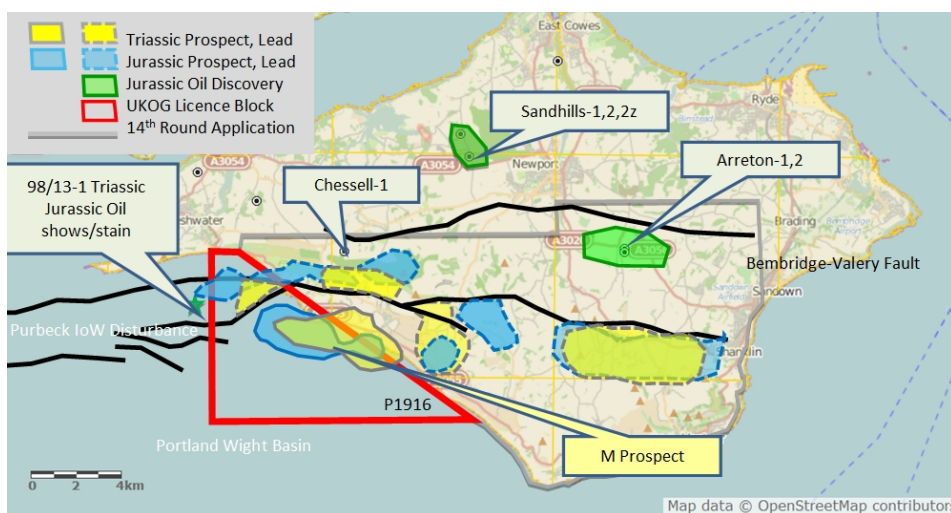 Triassic Prospect, Lead
Jurassic Prospect, Lead
Jurassic Oil Discovery
UKOG Licence Block
14th Round Application
East Cowes
Sandhills-1,2,2z
Ryde
A3054
A3054
Newport
Arreton-1,2
98/13-1 Triassic
Jurassic Oil
shows/stain
Chessell-1
Brading
A3020
Bembridge-Valery Fault
Sandown
Purbeck IoW Disturbance
P1916
Portland Wight Basin
M Prospect
0 2 4km
Map data © OpenStreetMap contributors